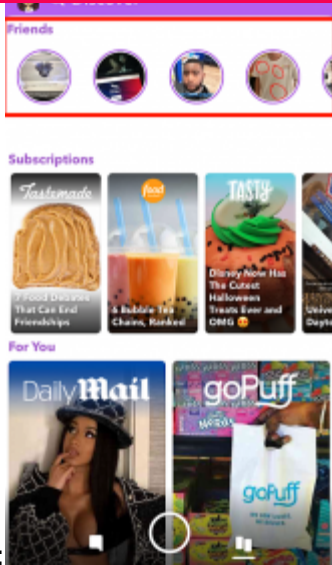 Friends
Subscriptions
Tastemade
food
TASTY
7 Food Debates
That Can End
Friendships
6 Bubble Tea
Chains, Ranked
Disney Now Has
The Cutest
Halloween
Treats Ever and
OMG 😍
For You
Daily Mail
goPuff
goPuff